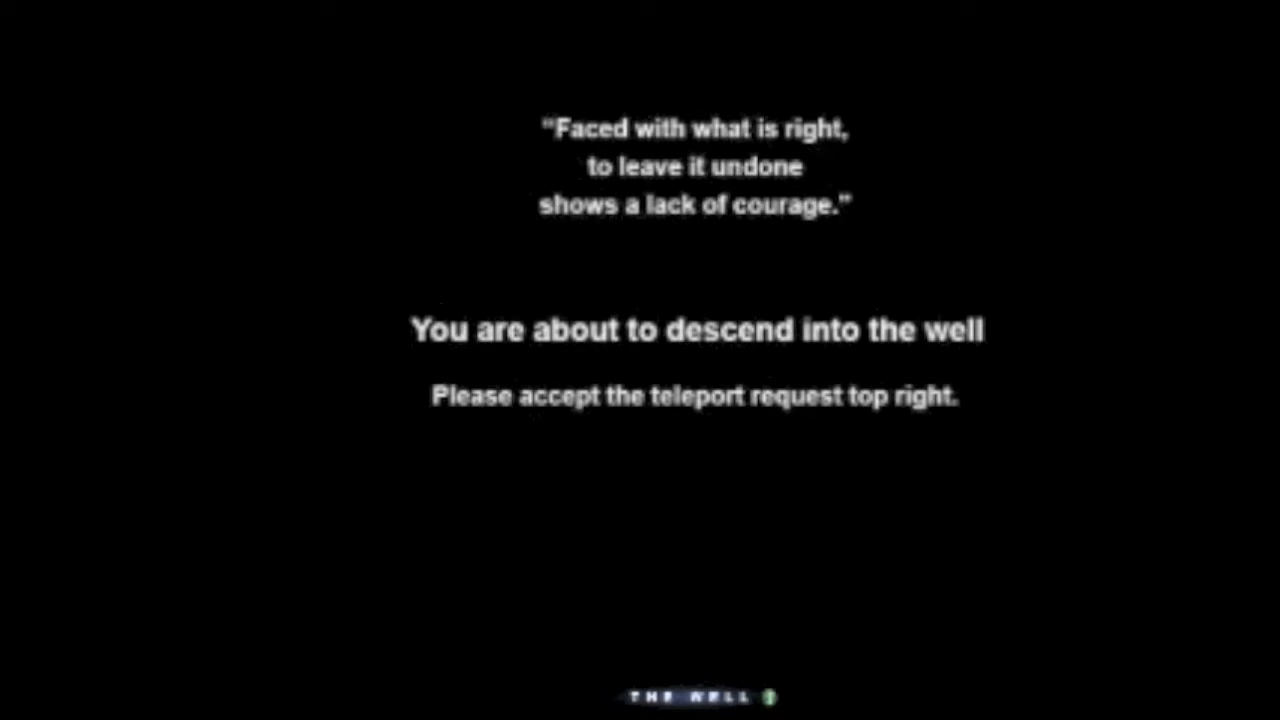 “Faced with what is right,
to leave it undone
shows a lack of courage.”
You are about to descend into the well
Please accept the teleport request top right.
THE WELL